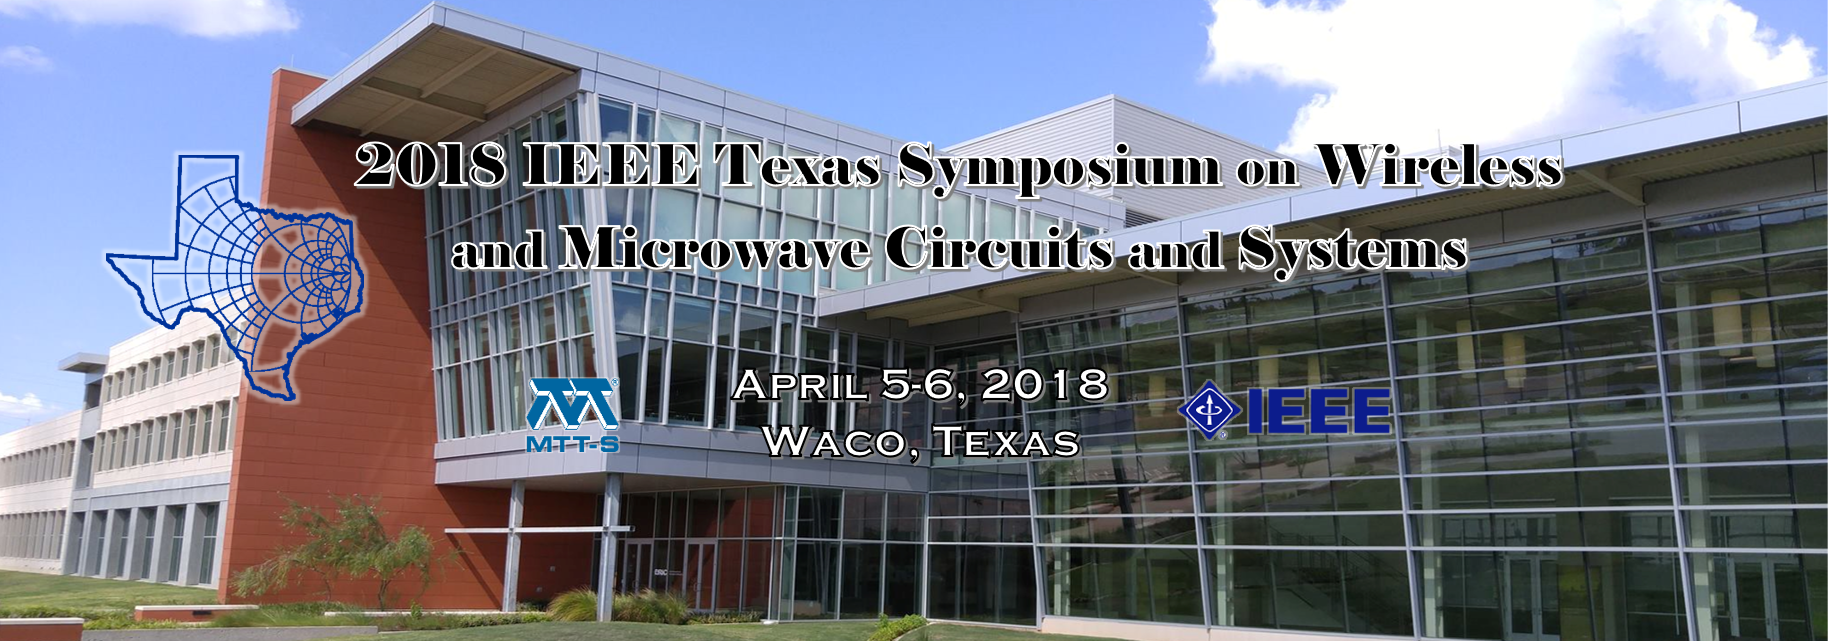 2018 IEEE Texas Symposium on Wireless
and Microwave Circuits and Systems
April 5-6, 2018
Waco, Texas
MTT-S
®
IEEE
®